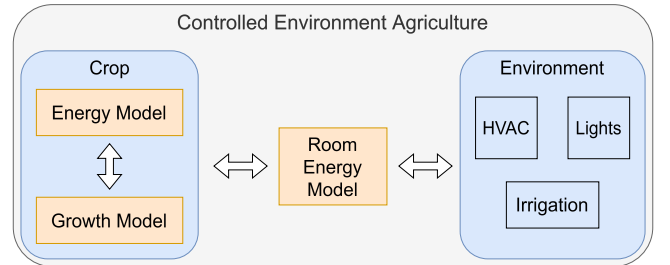 Controlled Environment Agriculture
Crop
Energy Model
Growth Model
Room
Energy
Model
Environment
HVAC
Lights
Irrigation